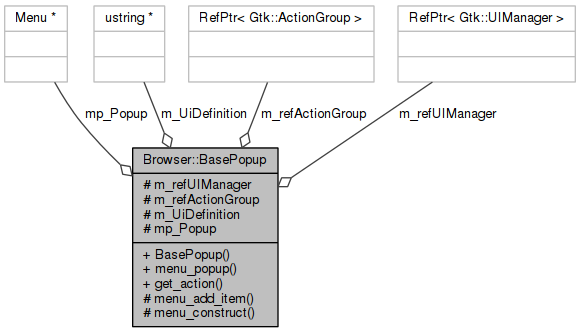 Menu *
ustring *
RefPtr< Gtk::ActionGroup >
RefPtr< Gtk::UIManager >
mp_Popup
m_UiDefinition
m_refActionGroup
m_refUIManager
Browser::BasePopup
# m_refUIManager
# m_refActionGroup
# m_UiDefinition
# mp_Popup
+ BasePopup()
+ menu_popup()
+ get_action()
# menu_add_item()
# menu_construct()